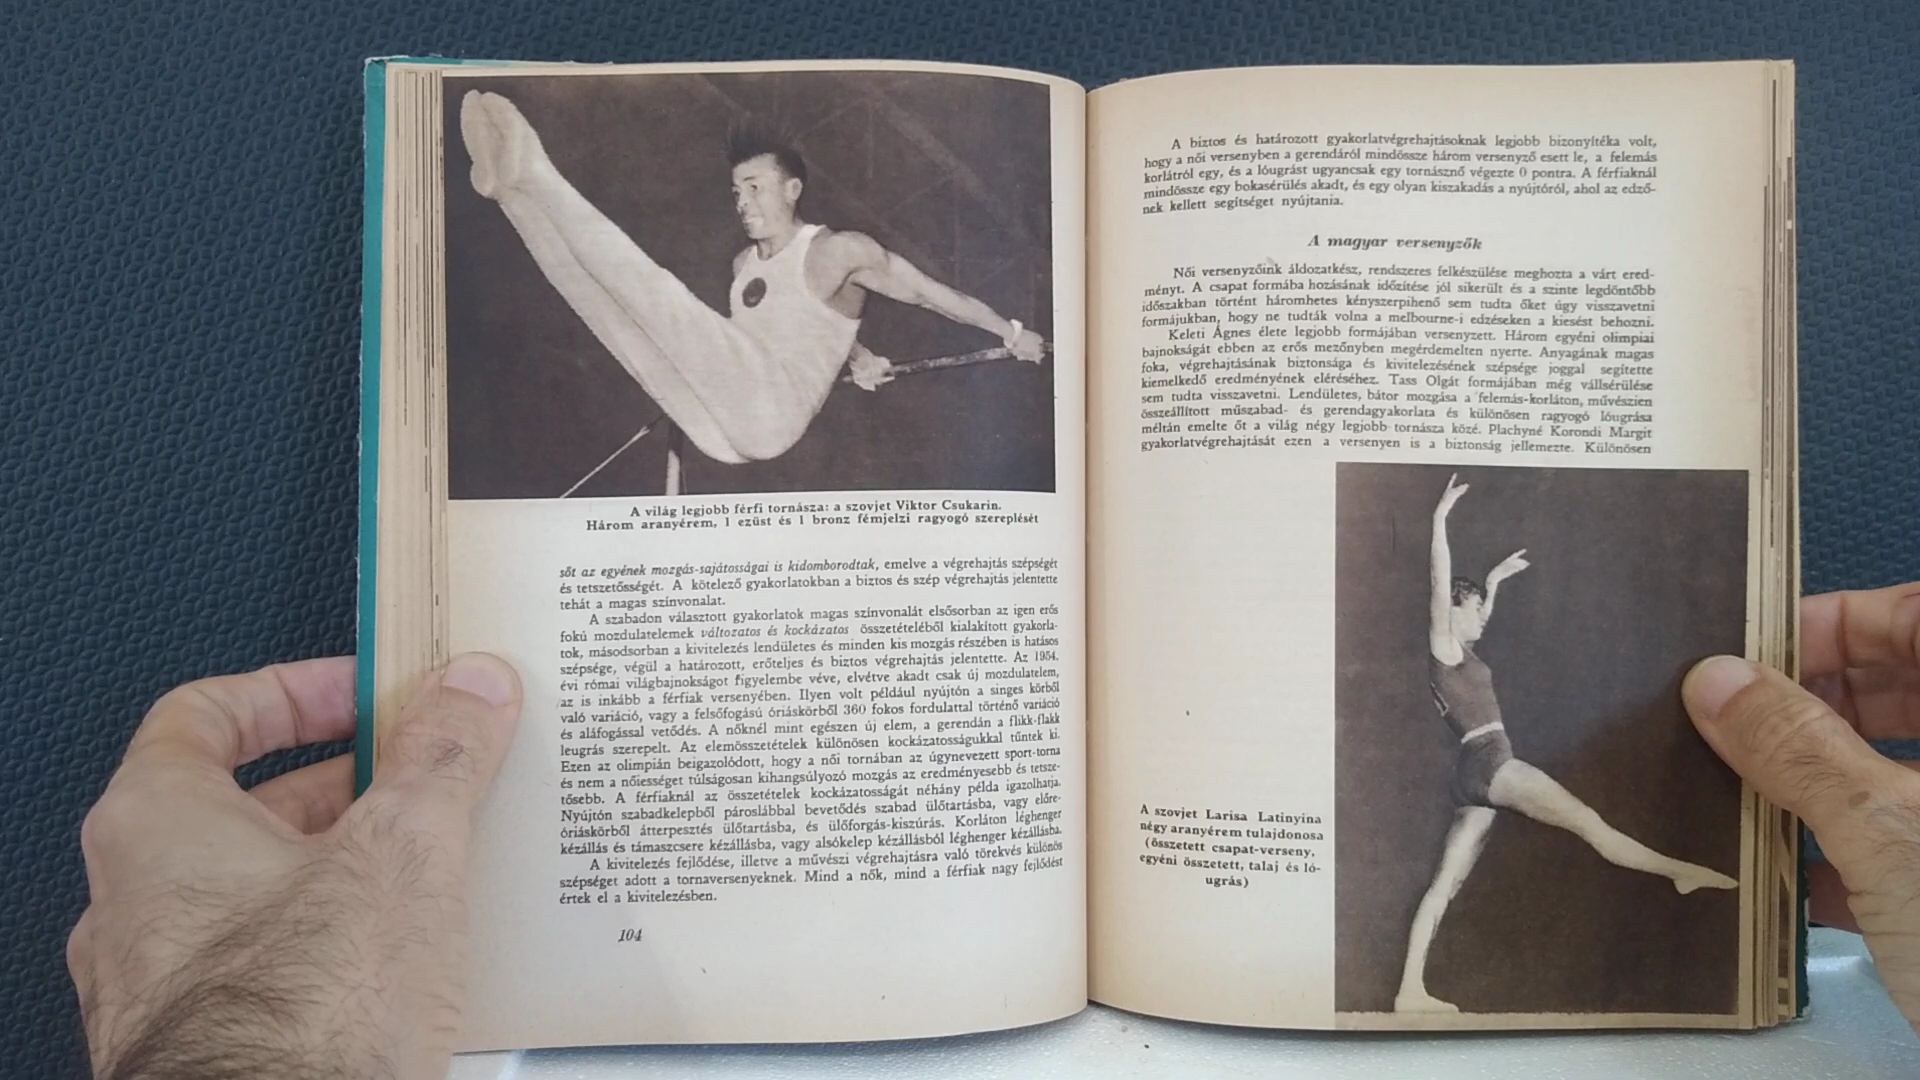 A világ legjobb férfi tornásza: a szovjet Viktor Csukarin.
Három aranyérem, 1 ezüst és 1 bronz fémjelzi ragyogó szereplését
sőt az egyének mozgás-sajátosságai is kidomborodtak, emelve a végrehajtás szépségét
és tetszetősségét. A kötelező gyakorlatokban a biztos és szép végrehajtás jelentette
tehát a magas színvonalat.
A szabadon választott gyakorlatok magas színvonalát elsősorban az igen erős
fokú mozdulatelemek változatos és kockázatos összetételéből kialakított gyakorla-
tok, másodsorban a kivitelezés lendületes és minden kis mozgás részében is hatásos
szépsége, végül a határozott, erőteljes és biztos végrehajtás jelentette. Az 1954.
évi római világbajnokságot figyelembe véve, elvétve akadt csak új mozdulatelem,
az is inkább a férfiak versenyében. Ilyen volt például nyújtón a singes körből
való variáció, vagy a felsőfogású óriáskörből 360 fokos fordulattal történő variáció
és aláfogással vetődés. A nőknél mint egészen új elem, a gerendán a flikk-flakk
leugrás szerepelt. Az elemösszetételek különösen kockázatosságukkal tűntek ki.
Ezen az olimpián beigazolódott, hogy a női tornában az úgynevezett sport-torna
és nem a nőiességet túlságosan kihangsúlyozó mozgás az eredményesebb és tetsze-
tősebb. A férfiaknál az összetételek kockázatosságát néhány példa igazolhatja.
Nyújtón szabadkelepből pároslábbal bevetődés szabad ülőtartásba, vagy előre-
óriáskörből átterpesztés ülőtartásba, és ülőforgás-kiszúrás. Korláton léghenger
kézállás és támaszcsere kézállásba, vagy alsókelep kézállásból léghenger kézállásba.
A kivitelezés fejlődése, illetve a művészi végrehajtásra való törekvés különös
szépséget adott a tornaversenyeknek. Mind a nők, mind a férfiak nagy fejlődést
értek el a kivitelezésben.
104
A biztos és határozott gyakorlatvégrehajtásoknak legjobb bizonyítéka volt,
hogy a női versenyben a gerendáról mindössze három versenyző esett le, a felemás
korlátról egy, és a lóugrást ugyancsak egy tornásznő végezte 0 pontra. A férfiaknál
mindössze egy bokasérülés akadt, és egy olyan kiszakadás a nyújtóról, ahol az edző-
nek kellett segítséget nyújtania.
A magyar versenyzők
Női versenyzőink áldozatkész, rendszeres felkészülése meghozta a várt ered-
ményt. A csapat formába hozásának időzítése jól sikerült és a szinte legdöntőbb
időszakban történt háromhetes kényszerpihenő sem tudta őket úgy visszavetni
formájukban, hogy ne tudták volna a melbourne-i edzéseken a kiesést behozni.
Keleti Ágnes élete legjobb formájában versenyzett. Három egyéni olimpiai
bajnokságát ebben az erős mezőnyben megérdemelten nyerte. Anyagának magas
foka, végrehajtásának biztonsága és kivitelezésének szépsége joggal segítette
kiemelkedő eredményének eléréséhez. Tass Olgát formájában még vállsérülése
sem tudta visszavetni. Lendületes, bátor mozgása a felemás-korláton, művészien
összeállított műszabad- és gerendagyakorlata és különösen ragyogó lóugrása
méltán emelte őt a világ négy legjobb tornásza közé. Plachyné Korondi Margit
gyakorlatvégrehajtását ezen a versenyen is a biztonság jellemezte. Különösen
A szovjet Larisa Latinyina
négy aranyérem tulajdonosa
(összetett csapat-verseny,
egyéni összetett, talaj és ló-
ugrás)